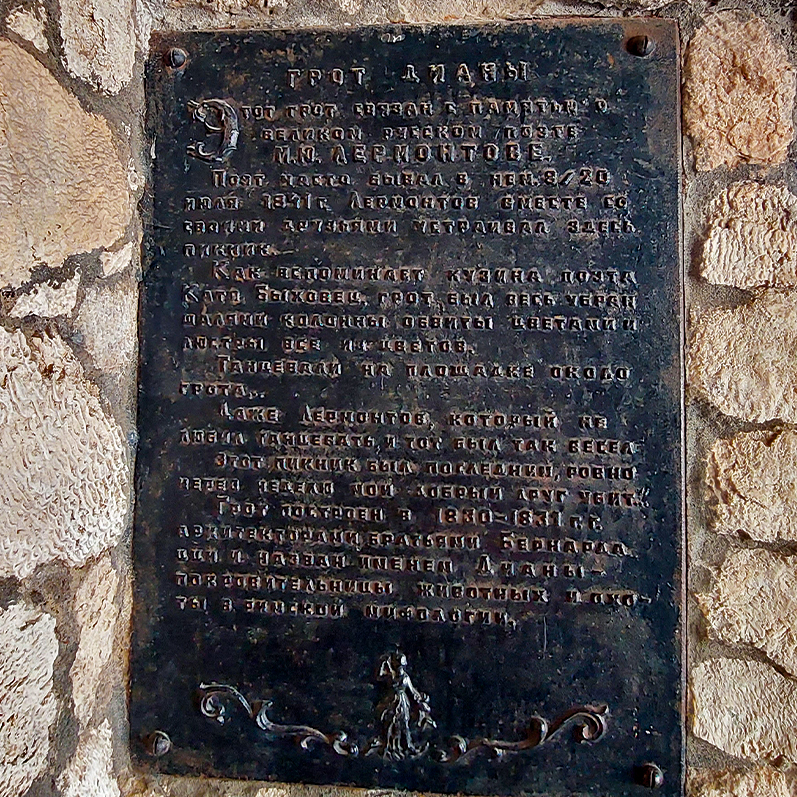 ГРОТ ДИАНЫ
ЭТОТ ГРОТ СВЯЗАН С ПАМЯТЬЮ О
ВЕЛИКОМ РУССКОМ ПОЭТЕ
М.Ю. ЛЕРМОНТОВЕ.
ПОЭТ ЧАСТО БЫВАЛ В НЕМ. 8/20
ИЮЛЯ 1841 Г. ЛЕРМОНТОВ ВМЕСТЕ СО
СВОИМИ ДРУЗЬЯМИ УСТРАИВАЛ ЗДЕСЬ
ПИКНИК.
КАК ВСПОМИНАЕТ КУЗИНА ПОЭТА
КАТЯ БЫХОВЕЦ, ГРОТ БЫЛ ВЕСЬ УБРАН
ШАЛЯМИ КОЛОННЫ ОБВИТЫ ЦВЕТАМИ И
ЛЮСТРЫ ВСЕ ИЗ ЦВЕТОВ.
ТАНЦЕВАЛИ НА ПЛОЩАДКЕ ОКОЛО
ГРОТА..
ДАЖЕ ЛЕРМОНТОВ, КОТОРЫЙ НЕ
ЛЮБИЛ ТАНЦЕВАТЬ, И ТОТ БЫЛ ТАК ВЕСЕЛ
ЭТОТ ПИКНИК БЫЛ ПОСЛЕДНИЙ, РОВНО
ЧЕРЕЗ НЕДЕЛЮ МОЙ ДОБРЫЙ ДРУГ УБИТ."
ГРОТ ПОСТРОЕН В 1830-1831 Г.Г.
АРХИТЕКТОРАМИ БРАТЬЯМИ БЕРНАРДА-
ЦЦИ И НАЗВАН ИМЕНЕМ ДИАНЫ—
ПОКРОВИТЕЛЬНИЦЫ ЖИВОТНЫХ И ОХО-
ТЫ В РИМСКОЙ МИФОЛОГИИ.